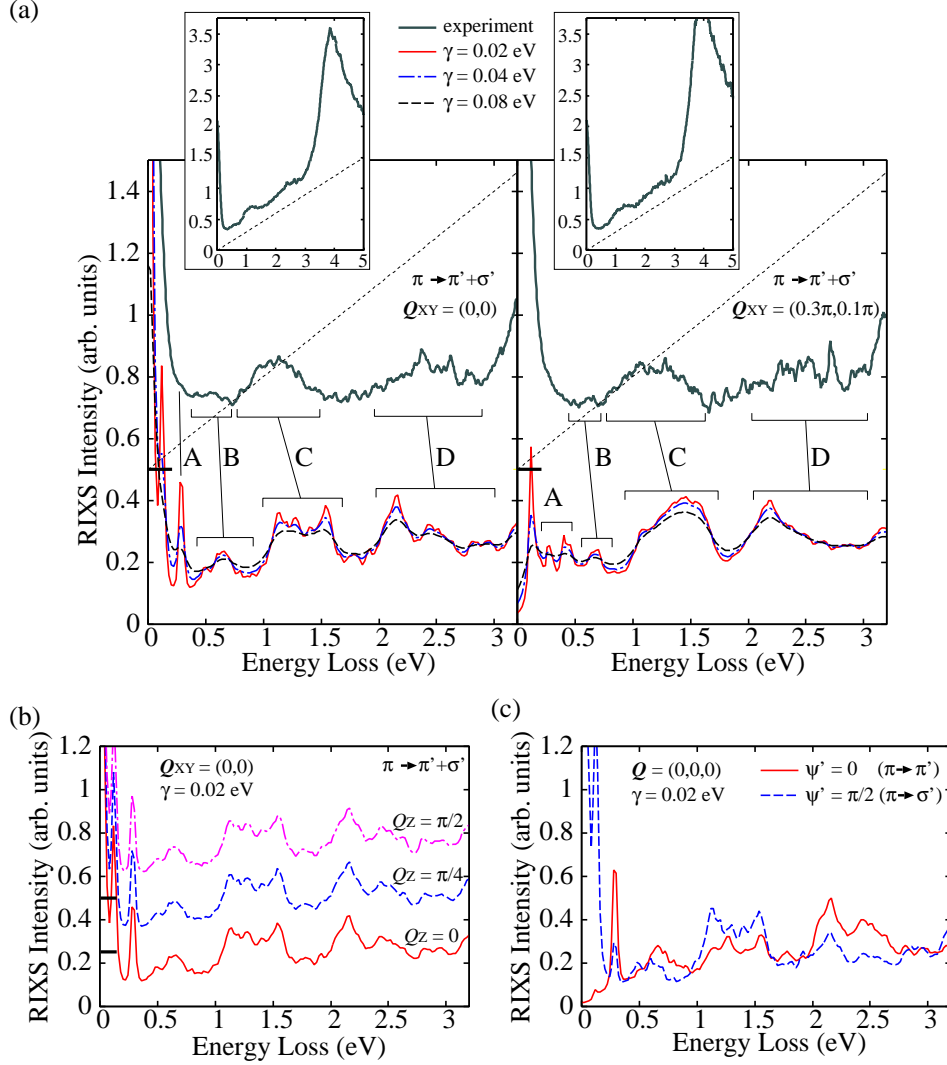 (a)
experiment
γ = 0.02 eV
γ = 0.04 eV
γ = 0.08 eV
3.5
3
2.5
2
1.5
1
0.5
0
0 1 2 3 4 5
3.5
3
2.5
2
1.5
1
0.5
0
0 1 2 3 4 5
RIXS Intensity (arb. units)
1.4
1.2
1
0.8
0.6
0.4
0.2
0
π → π’+σ’
QXY = (0,0)
A B C D
0 0.5 1 1.5 2 2.5 3
Energy Loss (eV)
π → π’+σ’
QXY = (0.3π,0.1π)
A B C D
0 0.5 1 1.5 2 2.5 3
Energy Loss (eV)
(b)
RIXS Intensity (arb. units)
1.2
1
0.8
0.6
0.4
0.2
0
QXY = (0,0)
γ = 0.02 eV
π → π’+σ’
QZ = π/2
QZ = π/4
QZ = 0
0 0.5 1 1.5 2 2.5 3
Energy Loss (eV)
(c)
RIXS Intensity (arb. units)
1.2
1
0.8
0.6
0.4
0.2
0
Q = (0,0,0)
γ = 0.02 eV
ψ’ = 0 (π→π’)
ψ’ = π/2 (π→σ’)
0 0.5 1 1.5 2 2.5 3
Energy Loss (eV)